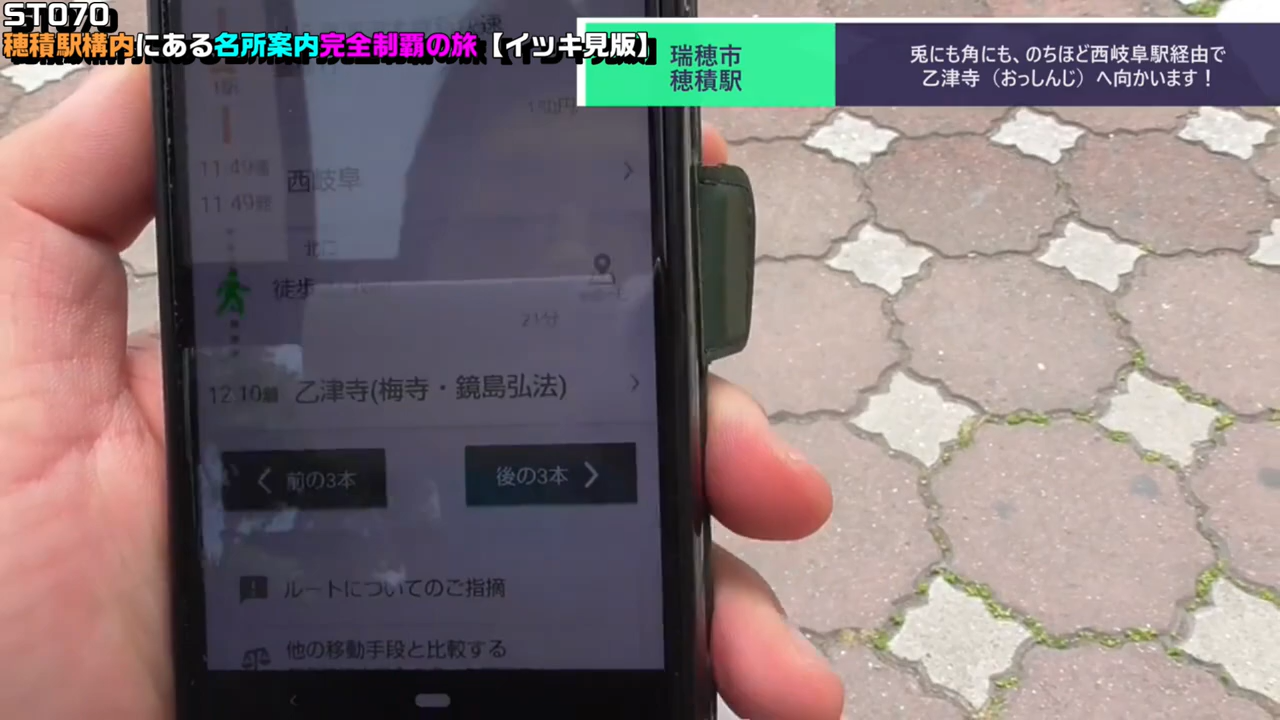 ST070
穂積駅構内にある名所案内完全制覇の旅【イッキ見版】
瑞穂市
穂積駅
兎にも角にも、のちほど西岐阜駅経由で
乙津寺（おっしんじ）へ向かいます！
11:49着
西岐阜
11:49発
北口
徒歩
21分
12:10着 乙津寺(梅寺・鏡島弘法)
前の3本
後の3本
ルートについてのご指摘
他の移動手段と比較する